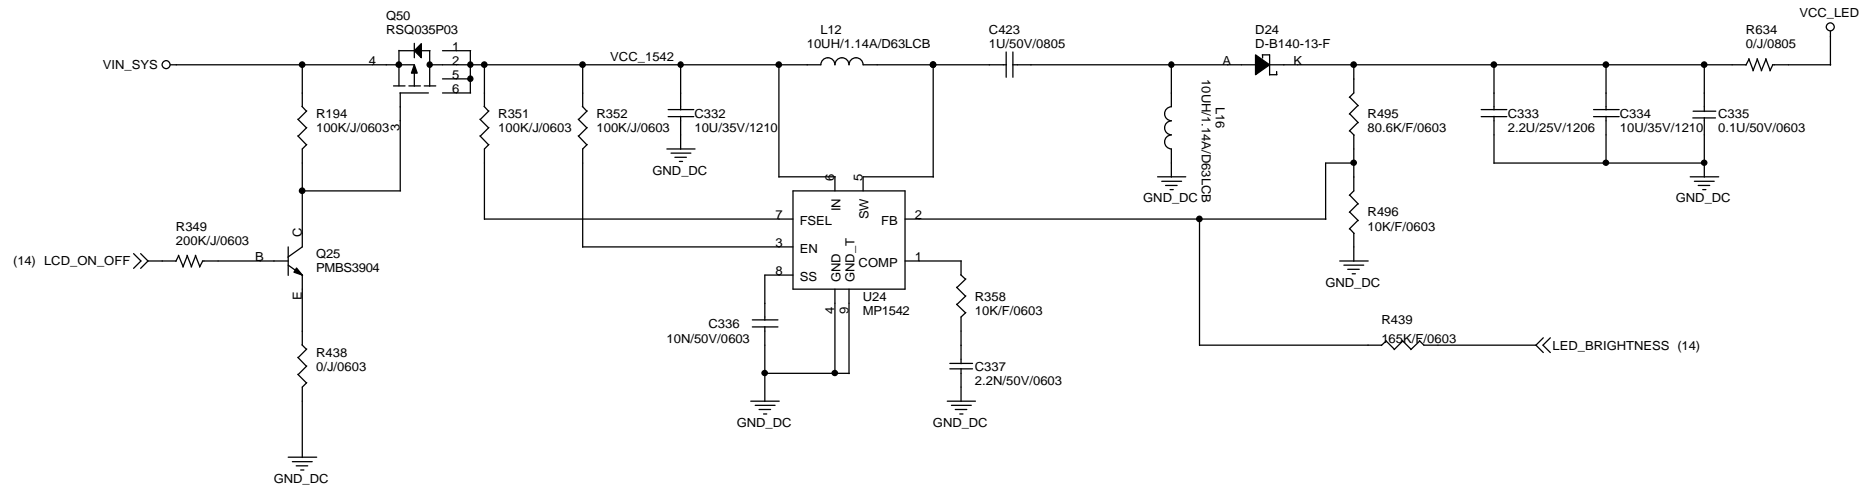 Q50
RSQ035P03
VIN_SYS
4
1
2
5
6
3
R194
100K/J/0603
R351
100K/J/0603
R352
100K/J/0603
VCC_1542
C332
10U/35V/1210
GND_DC
L12
10UH/1.14A/D63LCB
C423
1U/50V/0805
L16
10UH/1.14A/D63LCB
GND_DC
D24
D-B140-13-F
A
K
R495
80.6K/F/0603
R496
10K/F/0603
GND_DC
C333
2.2U/25V/1206
C334
10U/35V/1210
C335
0.1U/50V/0603
GND_DC
R634
0/J/0805
VCC_LED
R349
200K/J/0603
(14) LCD_ON_OFF
B
C
E
Q25
PMBS3904
R438
0/J/0603
GND_DC
6
5
IN
SW
7
FSEL
FB
2
3
EN
8
SS
GND
GND_T
COMP
1
4
9
U24
MP1542
C336
10N/50V/0603
GND_DC
R358
10K/F/0603
C337
2.2N/50V/0603
GND_DC
R439
165K/F/0603
LED_BRIGHTNESS (14)